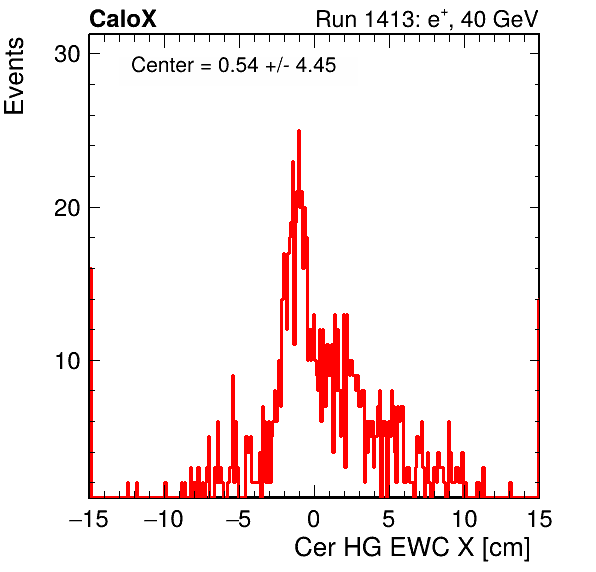 CaloX Run 1413: e⁺, 40 GeV
Events
Center = 0.54 +/- 4.45
30
20
10
−15 −10 −5 0 5 10 15
Cer HG EWC X [cm]